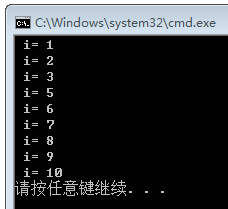 C:\Windows\system32\cmd.exe
i= 1
i= 2
i= 3
i= 5
i= 6
i= 7
i= 8
i= 9
i= 10
请按任意键继续. . .